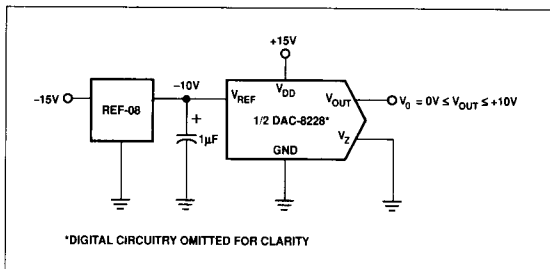 +15V
–10V
–15V
REF-08
+
1µF
V_REF
V_DD
V_OUT
1/2 DAC-8228*
V_Z
GND
V_0 = 0V ≤ V_OUT ≤ +10V
*DIGITAL CIRCUITRY OMITTED FOR CLARITY